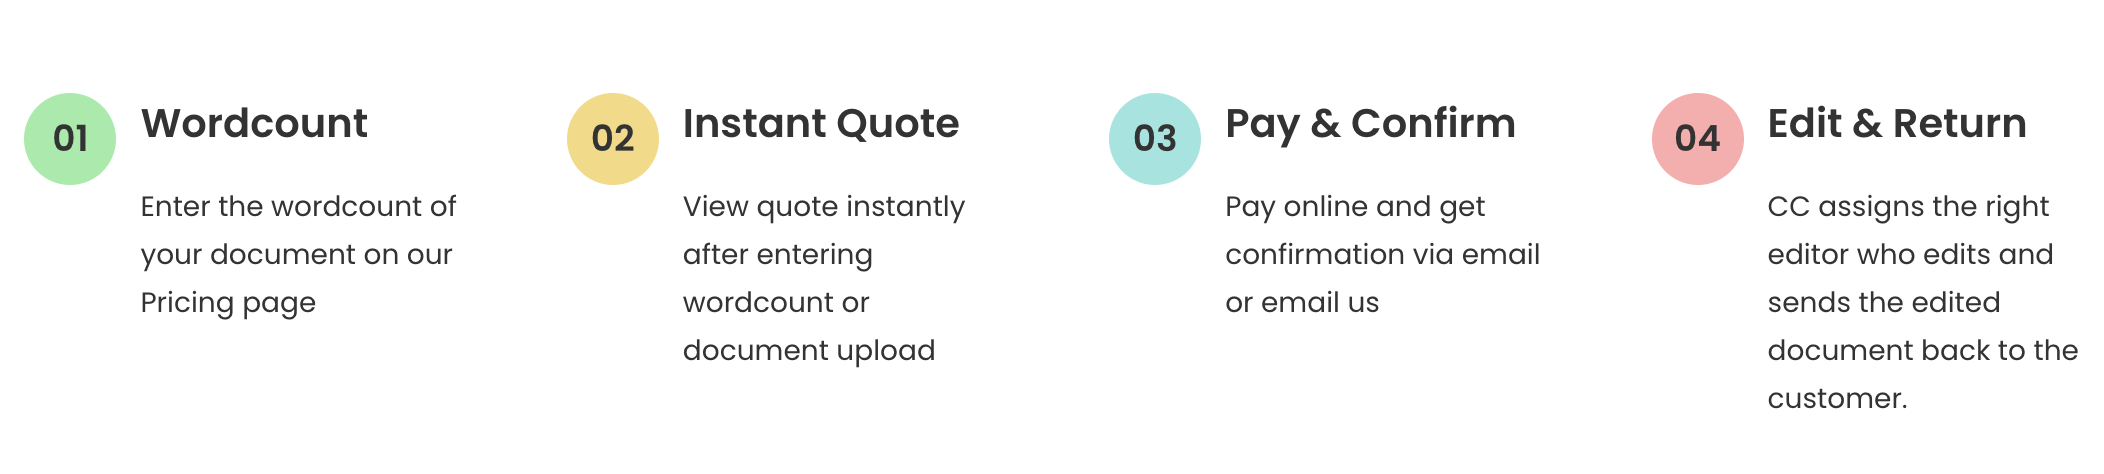 01
Wordcount
Enter the wordcount of
your document on our
Pricing page
02
Instant Quote
View quote instantly
after entering
wordcount or
document upload
03
Pay & Confirm
Pay online and get
confirmation via email
or email us
04
Edit & Return
CC assigns the right
editor who edits and
sends the edited
document back to the
customer.